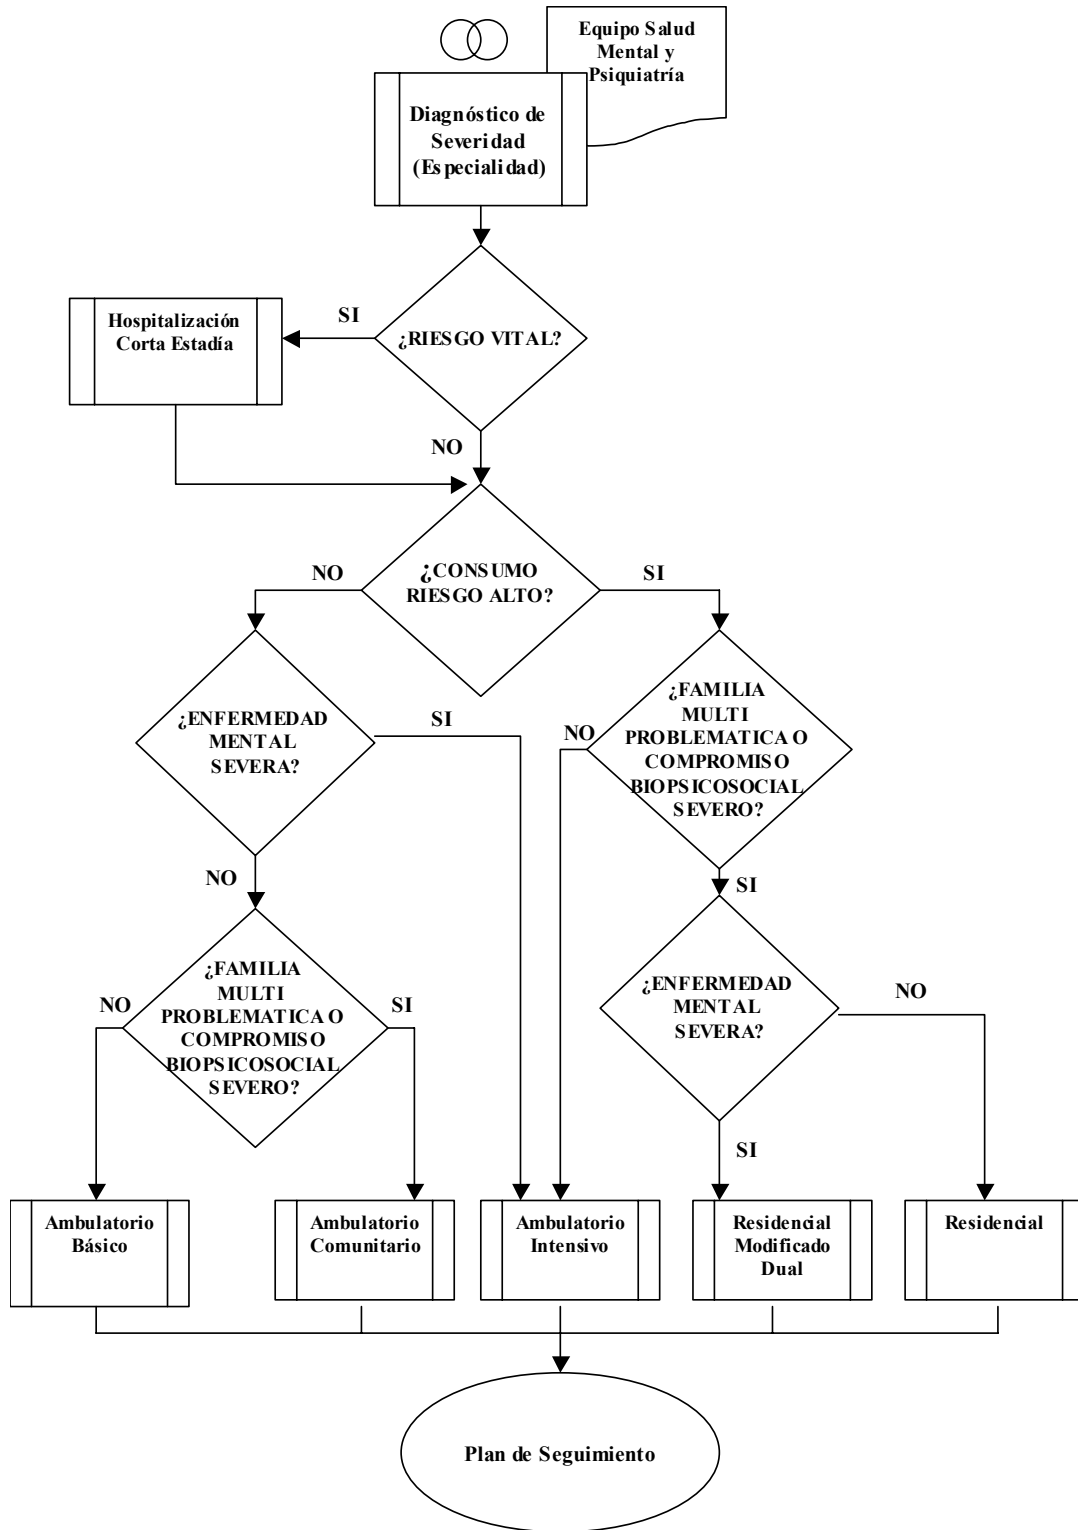 Equipo Salud
Mental y
Psiquiatría
Diagnóstico de
Severidad
(Especialidad)
SI
Hospitalización
Corta Estadía
¿RIESGO VITAL?
NO
NO
¿CONSUMO
RIESGO ALTO?
SI
¿ENFERMEDAD
MENTAL
SEVERA?
SI
NO
¿FAMILIA
MULTI
PROBLEMATICA O
COMPROMISO
BIOPSICOSOCIAL
SEVERO?
NO
SI
NO
¿FAMILIA
MULTI
PROBLEMATICA O
COMPROMISO
BIOPSICOSOCIAL
SEVERO?
SI
¿ENFERMEDAD
MENTAL
SEVERA?
NO
SI
Ambulatorio
Básico
Ambulatorio
Comunitario
Ambulatorio
Intensivo
Residencial
Modificado
Dual
Residencial
Plan de Seguimiento